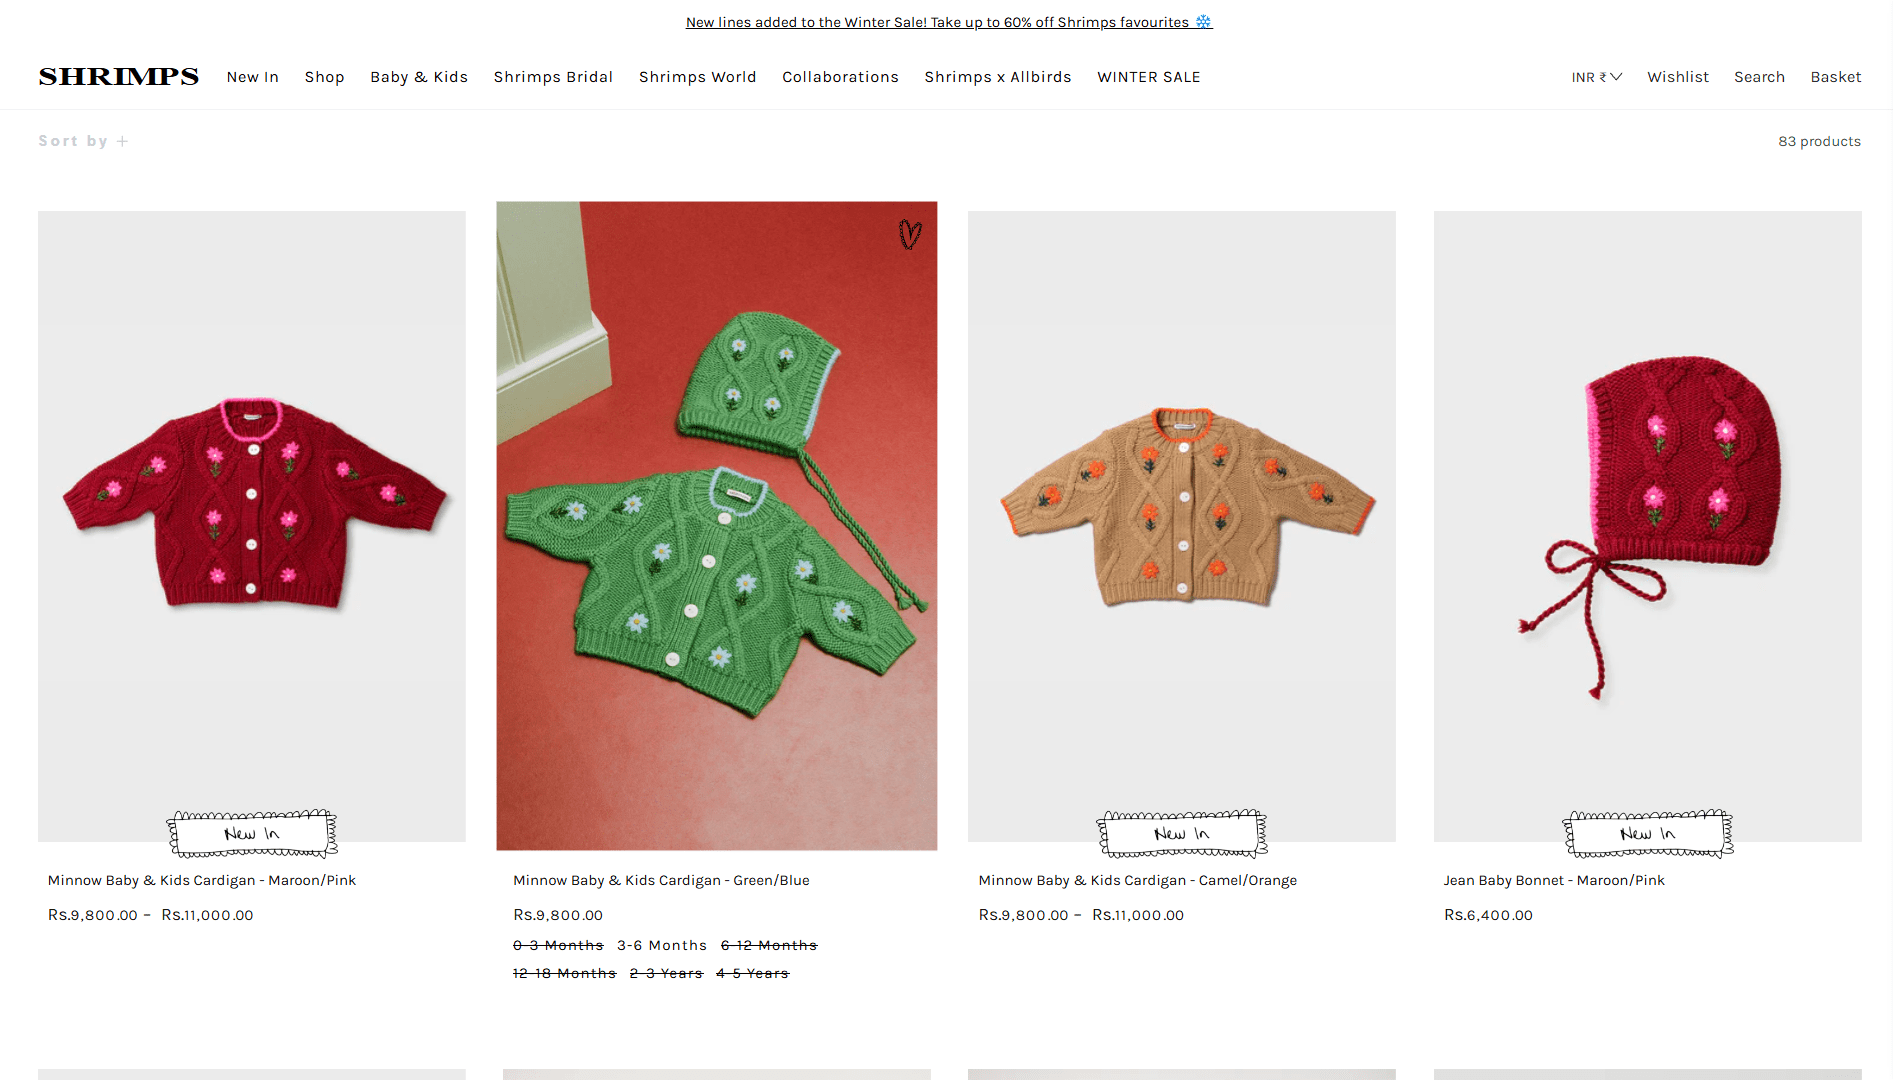 New lines added to the Winter Sale! Take up to 60% off Shrimps favourites
SHRIMPS New In Shop Baby & Kids Shrimps Bridal Shrimps World Collaborations Shrimps x Allbirds WINTER SALE INR ₹ Wishlist Search Basket
Sort by + 83 products
New In New In New In
Minnow Baby & Kids Cardigan - Maroon/Pink Minnow Baby & Kids Cardigan - Green/Blue Minnow Baby & Kids Cardigan - Camel/Orange Jean Baby Bonnet - Maroon/Pink
Rs.9,800.00 – Rs.11,000.00 Rs.9,800.00 Rs.9,800.00 – Rs.11,000.00 Rs.6,400.00
0-3 Months 3-6 Months 6-12 Months
12-18 Months 2-3 Years 4-5 Years